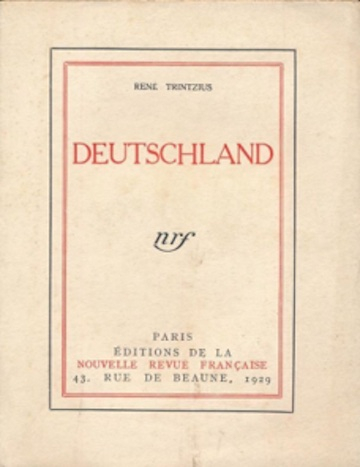 RENÉ TRINTZIUS
DEUTSCHLAND
nrf
PARIS
ÉDITIONS DE LA
NOUVELLE REVUE FRANÇAISE
43, RUE DE BEAUNE, 1929